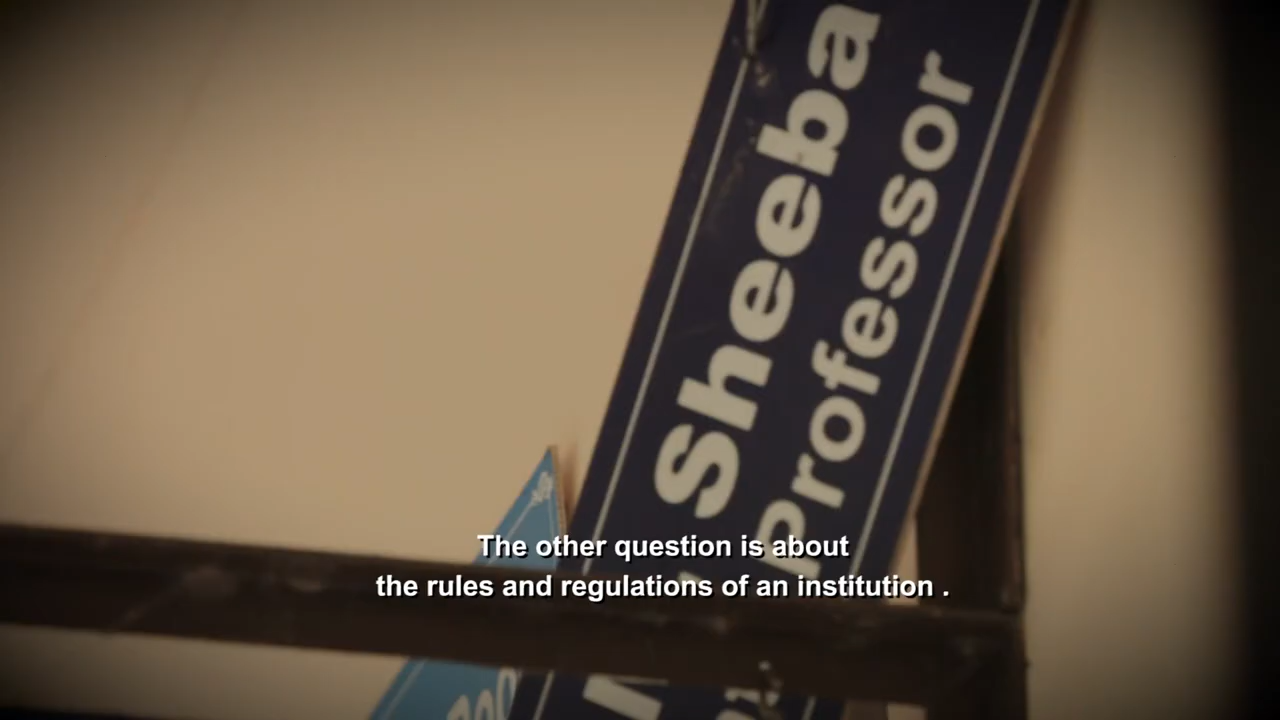 Sheeba
Professor
The other question is about
the rules and regulations of an institution .